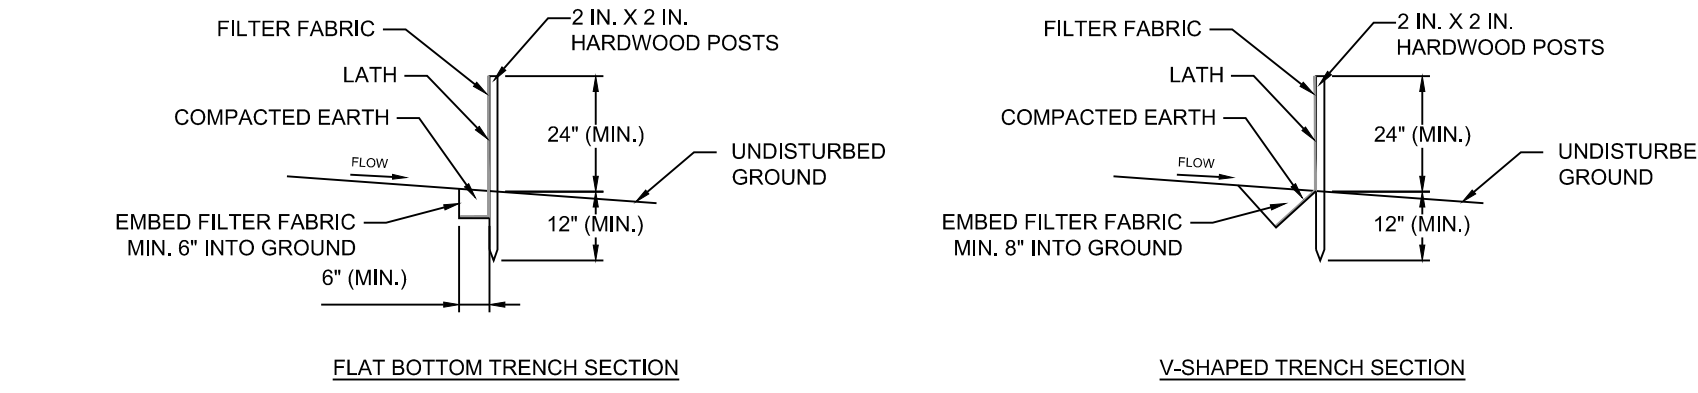 FILTER FABRIC
2 IN. X 2 IN.
HARDWOOD POSTS
LATH
COMPACTED EARTH
24" (MIN.)
FLOW
UNDISTURBED
GROUND
EMBED FILTER FABRIC
MIN. 6" INTO GROUND
12" (MIN.)
6" (MIN.)
FLAT BOTTOM TRENCH SECTION
FILTER FABRIC
2 IN. X 2 IN.
HARDWOOD POSTS
LATH
COMPACTED EARTH
24" (MIN.)
FLOW
UNDISTURBE
GROUND
EMBED FILTER FABRIC
MIN. 8" INTO GROUND
12" (MIN.)
V-SHAPED TRENCH SECTION